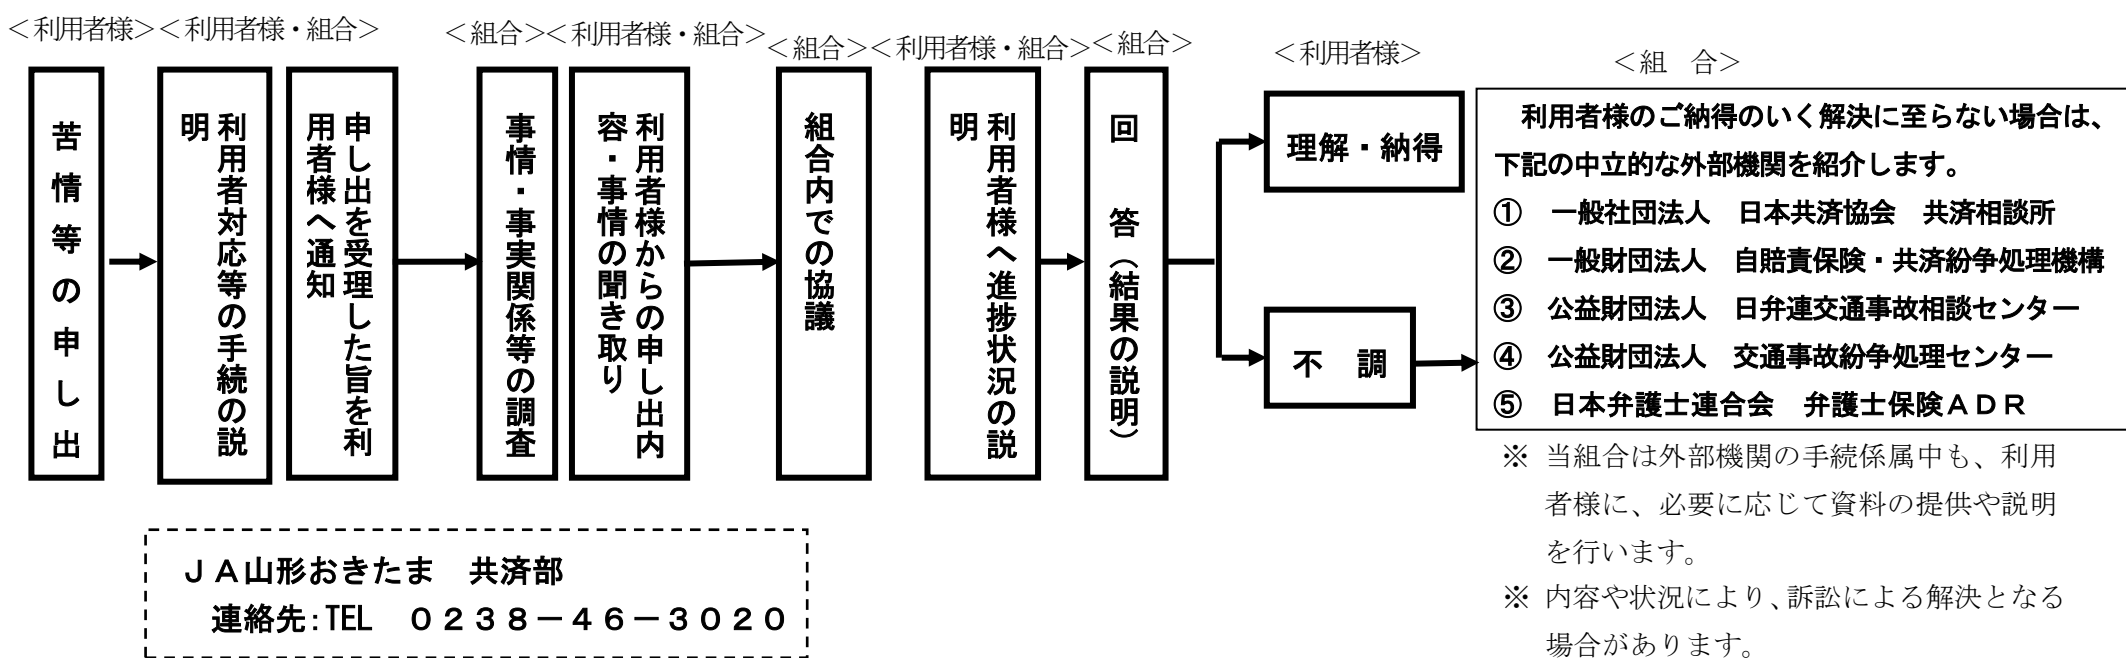 ＜利用者様＞
＜利用者様・組合＞
＜組合＞
＜利用者様・組合＞
＜組合＞
＜利用者様・組合＞
＜組合＞
＜利用者様＞
＜組　合＞
苦情等の申し出
利用者対応等の手続の説
明
申し出を受理した旨を利
用者様へ通知
事情・事実関係等の調査
利用者様からの申し出内
容・事情の聞き取り
組合内での協議
利用者様へ進捗状況の説
明
回　答（結果の説明）
理解・納得
不　調
利用者様のご納得のいく解決に至らない場合は、
下記の中立的な外部機関を紹介します。
①　一般社団法人　日本共済協会　共済相談所
②　一般財団法人　自賠責保険・共済紛争処理機構
③　公益財団法人　日弁連交通事故相談センター
④　公益財団法人　交通事故紛争処理センター
⑤　日本弁護士連合会　弁護士保険ＡＤＲ
※ 当組合は外部機関の手続係属中も、利用
者様に、必要に応じて資料の提供や説明
を行います。
※ 内容や状況により、訴訟による解決となる
場合があります。
ＪＡ山形おきたま　共済部
連絡先：TEL　０２３８－４６－３０２０